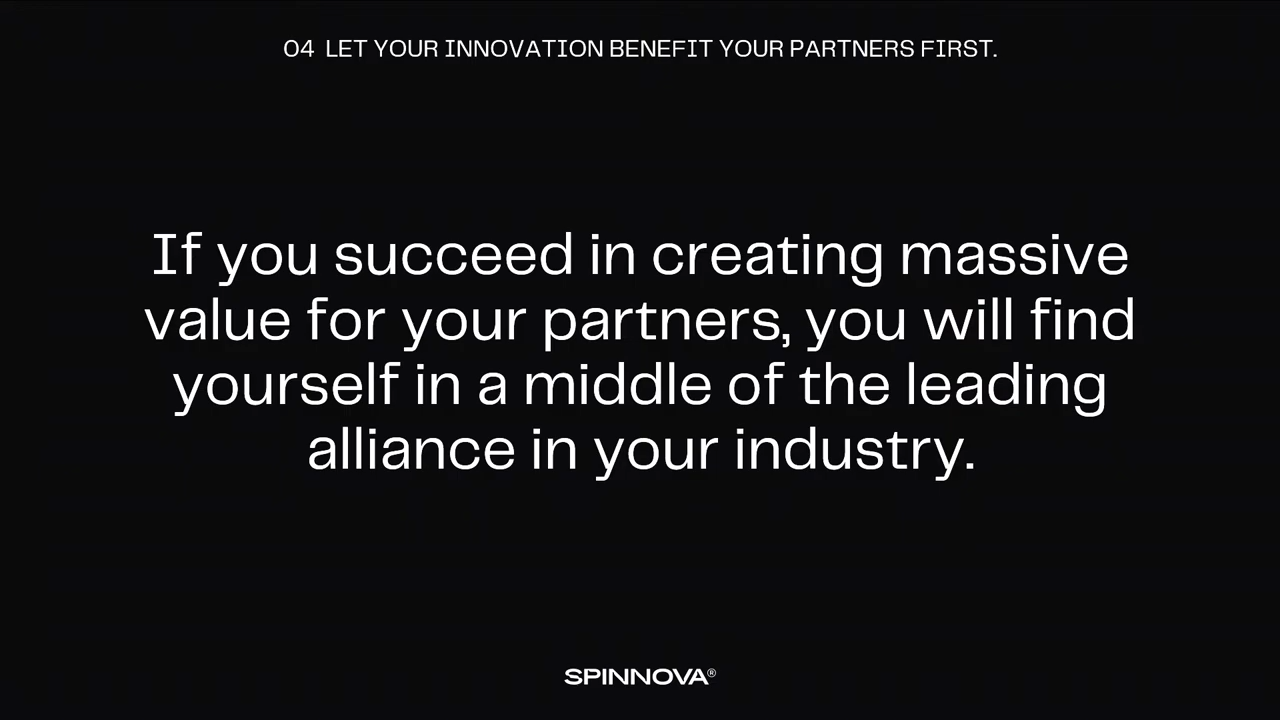 04 LET YOUR INNOVATION BENEFIT YOUR PARTNERS FIRST.
If you succeed in creating massive
value for your partners, you will find
yourself in a middle of the leading
alliance in your industry.
SPINNOVA®